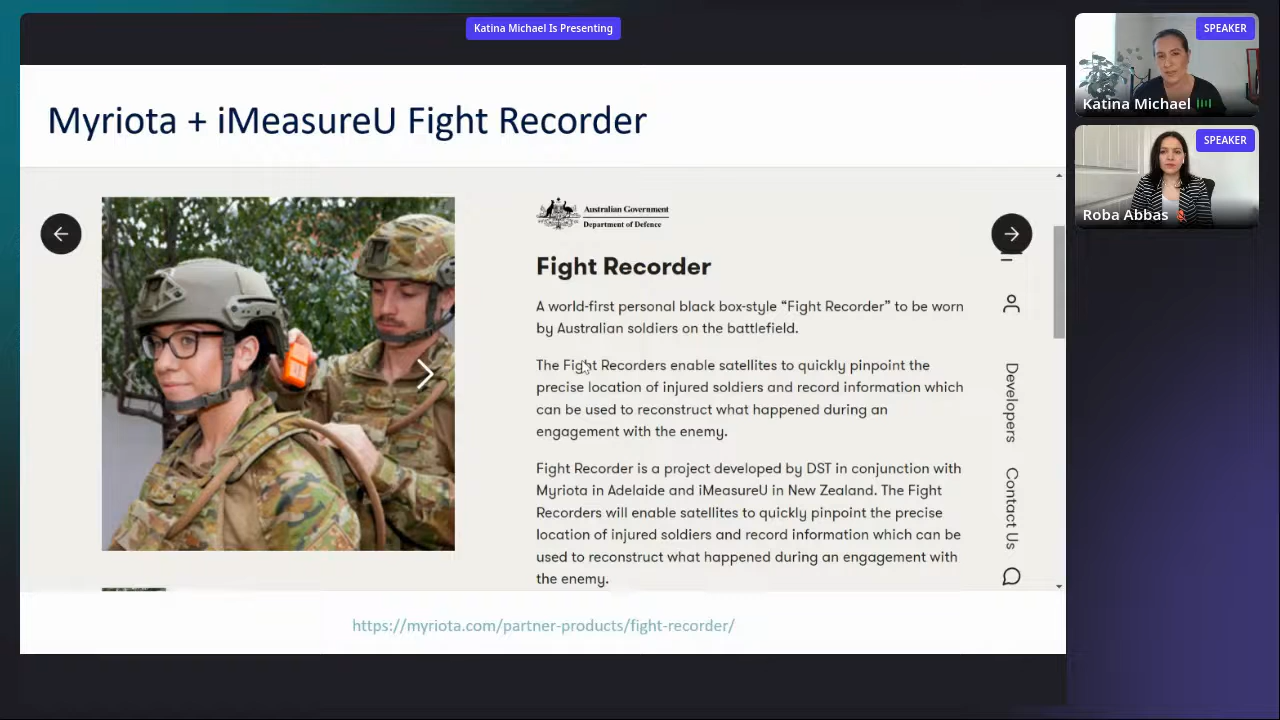 Katina Michael Is Presenting
SPEAKER
Katina Michael
SPEAKER
Roba Abbas
Myriota + iMeasureU Fight Recorder
Australian Government
Department of Defence
Fight Recorder
A world-first personal black box-style “Fight Recorder” to be worn
by Australian soldiers on the battlefield.
The Fight Recorders enable satellites to quickly pinpoint the
precise location of injured soldiers and record information which
can be used to reconstruct what happened during an
engagement with the enemy.
Fight Recorder is a project developed by DST in conjunction with
Myriota in Adelaide and iMeasureU in New Zealand. The Fight
Recorders will enable satellites to quickly pinpoint the precise
location of injured soldiers and record information which can be
used to reconstruct what happened during an engagement with
the enemy.
Developers
Contact Us
https://myriota.com/partner-products/fight-recorder/